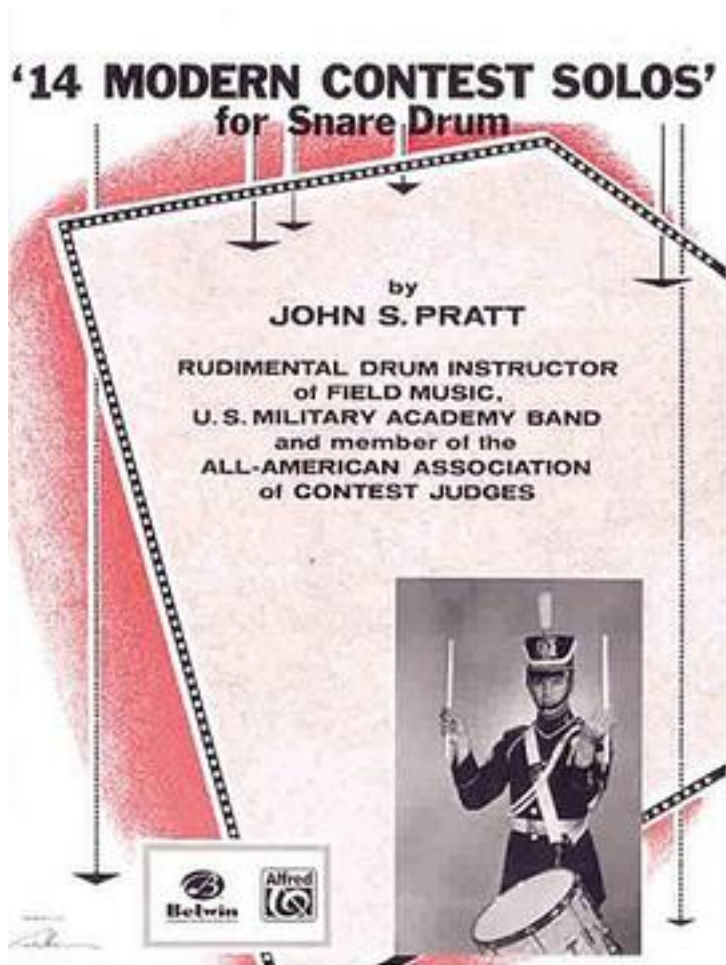 '14 MODERN CONTEST SOLOS'
for Snare Drum
by
JOHN S. PRATT
RUDIMENTAL DRUM INSTRUCTOR
of FIELD MUSIC,
U.S. MILITARY ACADEMY BAND
and member of the
ALL-AMERICAN ASSOCIATION
of CONTEST JUDGES
Belwin
Alfred